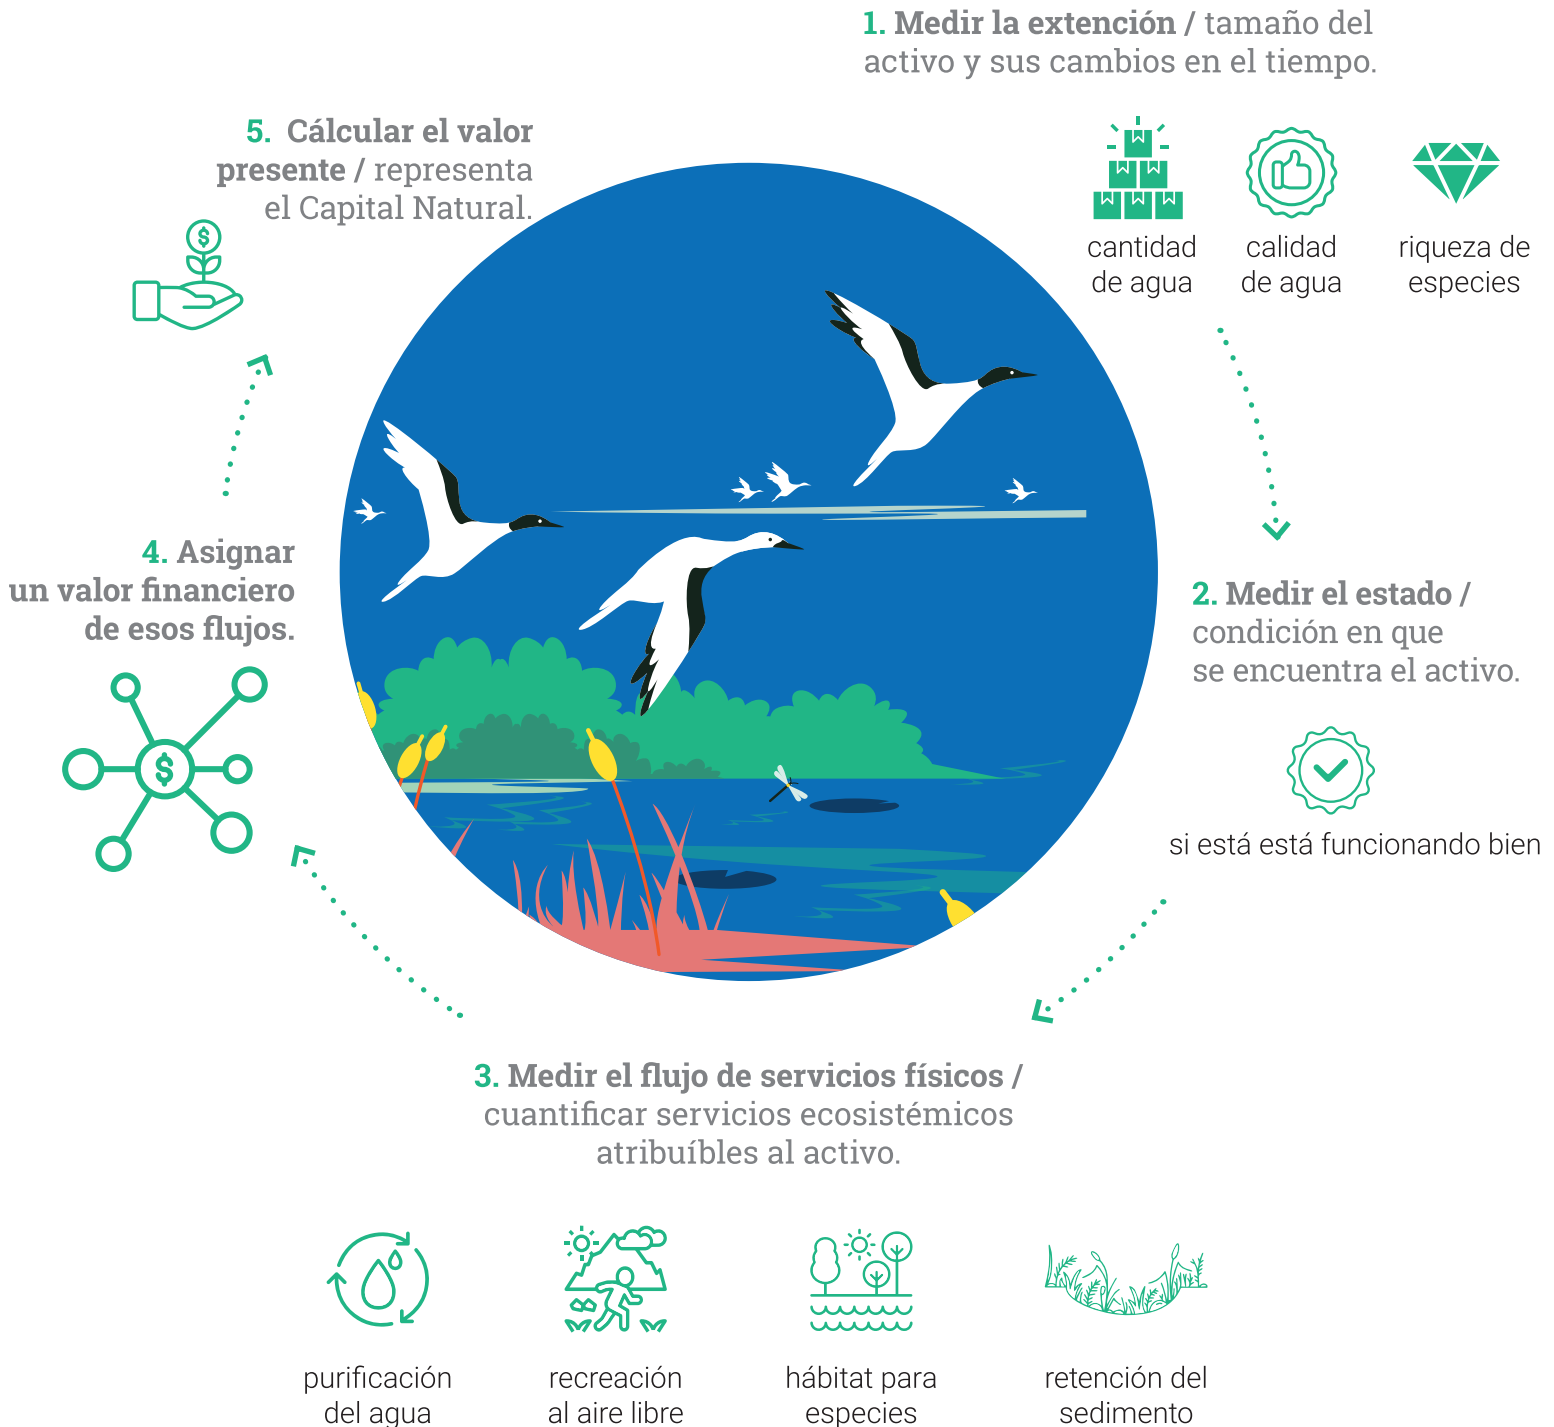 1. Medir la extención / tamaño del
activo y sus cambios en el tiempo.
cantidad
de agua
calidad
de agua
riqueza de
especies
2. Medir el estado /
condición en que
se encuentra el activo.
si está está funcionando bien
3. Medir el flujo de servicios físicos /
cuantificar servicios ecosistémicos
atribuíbles al activo.
purificación
del agua
recreación
al aire libre
hábitat para
especies
retención del
sedimento
4. Asignar
un valor financiero
de esos flujos.
$
5. Cálcular el valor
presente / representa
el Capital Natural.
$